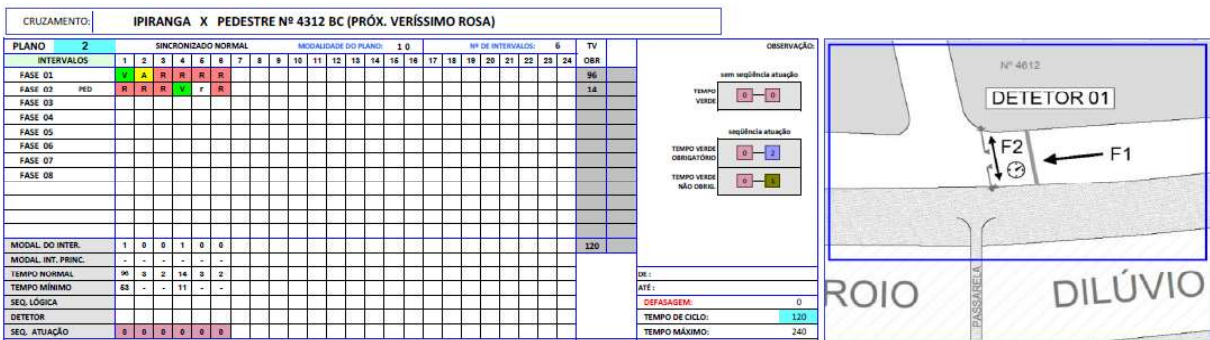 CRUZAMENTO: IPIRANGA X PEDESTRE Nº 4312 BC (PRÓX. VERÍSSIMO ROSA)
PLANO 2 SINCRONIZADO NORMAL MODALIDADE DO PLANO: 1 0 Nº DE INTERVALOS: 6 TV OBSERVAÇÃO:
INTERVALOS 1 2 3 4 5 6 7 8 9 10 11 12 13 14 15 16 17 18 19 20 21 22 23 24 OBR
FASE 01 V A R R R R 96
FASE 02 PED R R R V r R 14
FASE 03
FASE 04
FASE 05
FASE 06
FASE 07
FASE 08
MODAL. DO INTER. 1 0 0 1 0 0 120
MODAL. INT. PRINC. - - - - - -
TEMPO NORMAL 96 3 2 14 3 2
TEMPO MÍNIMO 53 - - 11 - -
SEQ. LÓGICA
DETETOR
SEQ. ATUAÇÃO 0 0 0 0 0 0
sem seqüência atuação
TEMPO VERDE 0 0
seqüência atuação
TEMPO VERDE OBRIGATÓRIO 0 2
TEMPO VERDE NÃO OBRIG. 0
DE :
ATÉ :
DEFASAGEM: 0
TEMPO DE CICLO: 120
TEMPO MÁXIMO: 240
Nº 4612
DETETOR 01
F2
F1
ROIO
PASSARELA
DILÚVIO